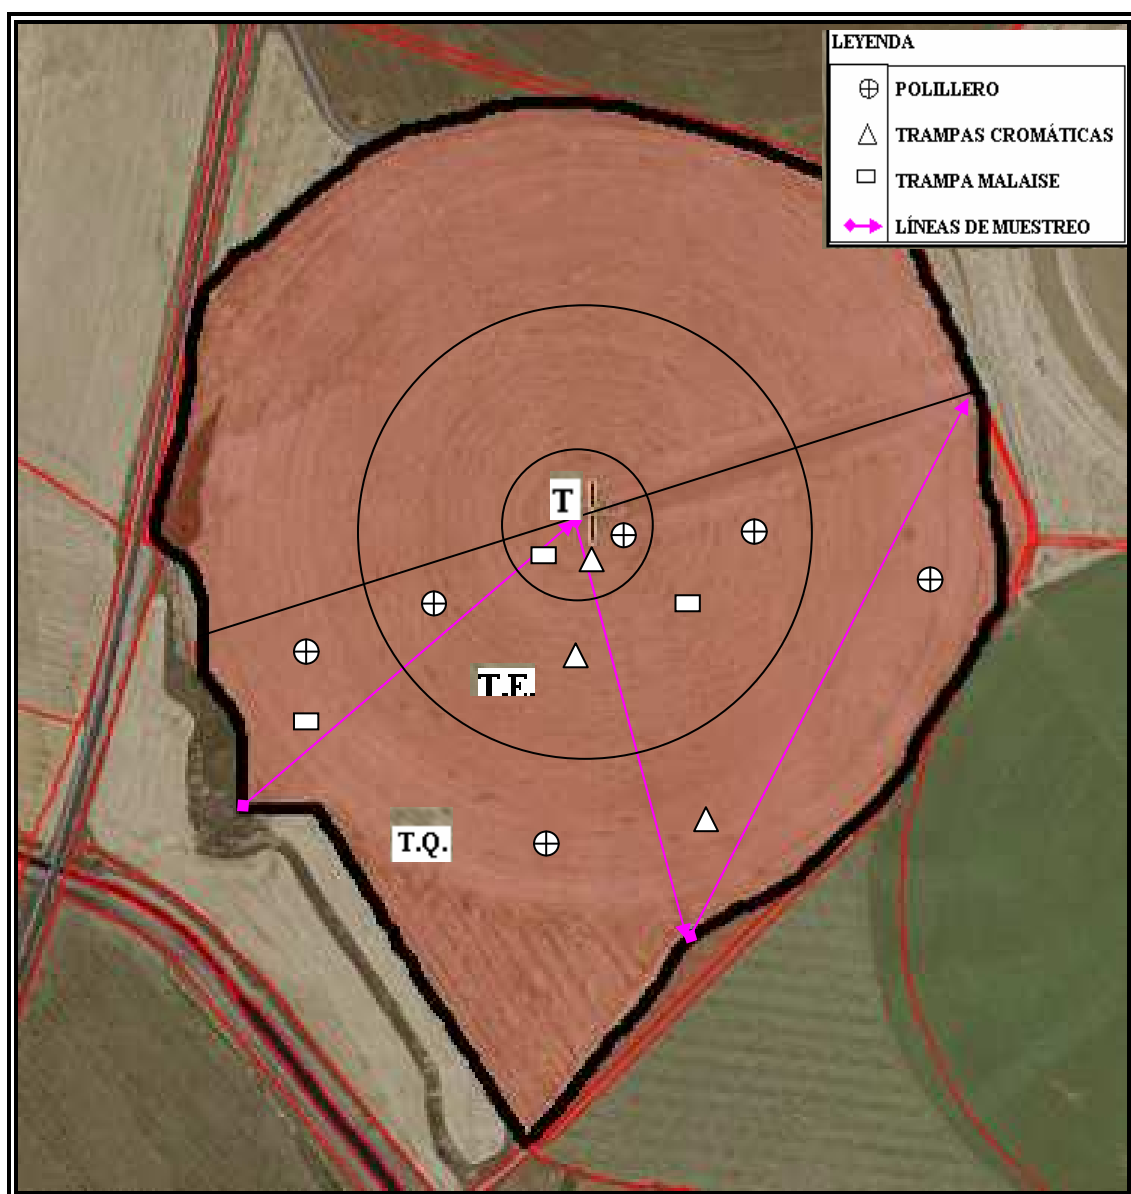 LEYENDA
POLILLERO
TRAMPAS CROMÁTICAS
TRAMPA MALAISE
LÍNEAS DE MUESTREO
T
T.E.
T.Q.